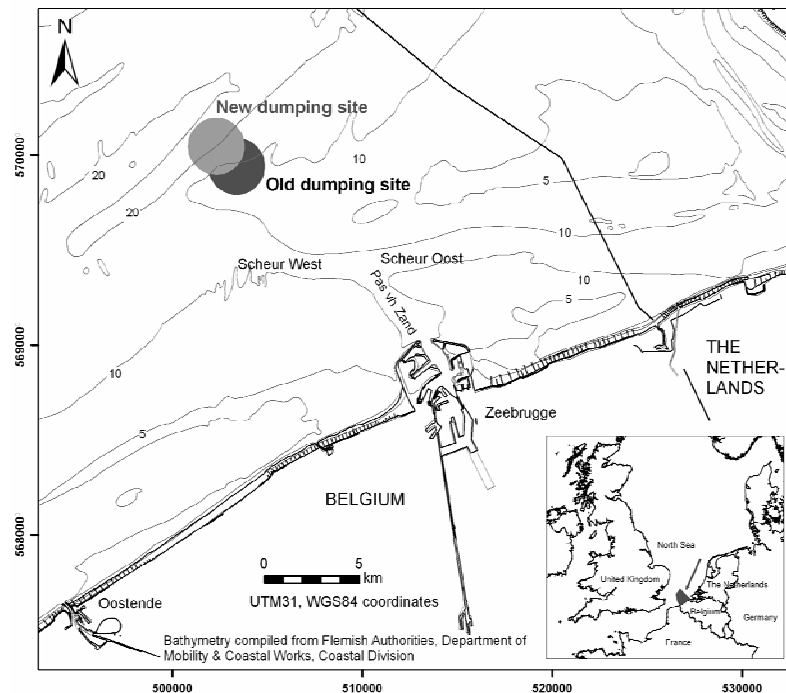 N
New dumping site
Old dumping site
20
20
10
5
10
Scheur West
Scheur Oost
10
5
Pas vh Zand
10
5
THE
NETHER-
LANDS
Zeebrugge
BELGIUM
0 5
km
UTM31, WGS84 coordinates
Oostende
Bathymetry compiled from Flemish Authorities, Department of
Mobility & Coastal Works, Coastal Division
North Sea
United Kingdom
The Netherlands
Belgium
Germany
France
570000
569000
568000
500000 510000 520000 530000